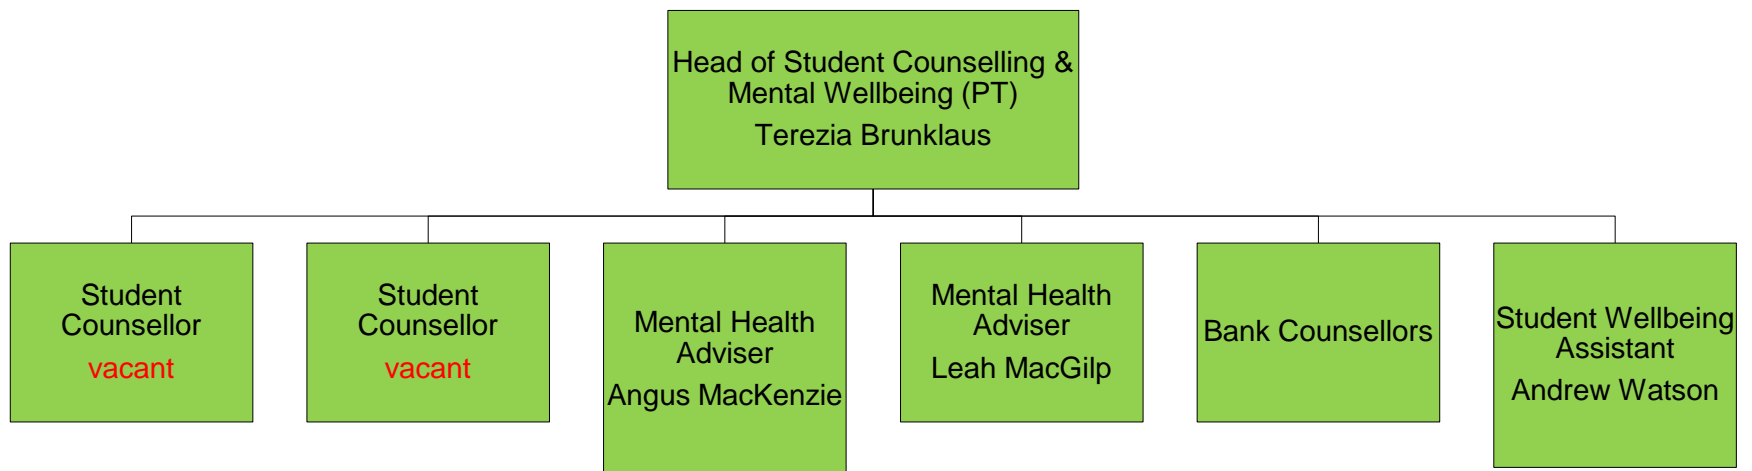 Head of Student Counselling &
Mental Wellbeing (PT)
Terezia Brunklaus
Student
Counsellor
vacant
Student
Counsellor
vacant
Mental Health
Adviser
Angus MacKenzie
Mental Health
Adviser
Leah MacGilp
Bank Counsellors
Student Wellbeing
Assistant
Andrew Watson